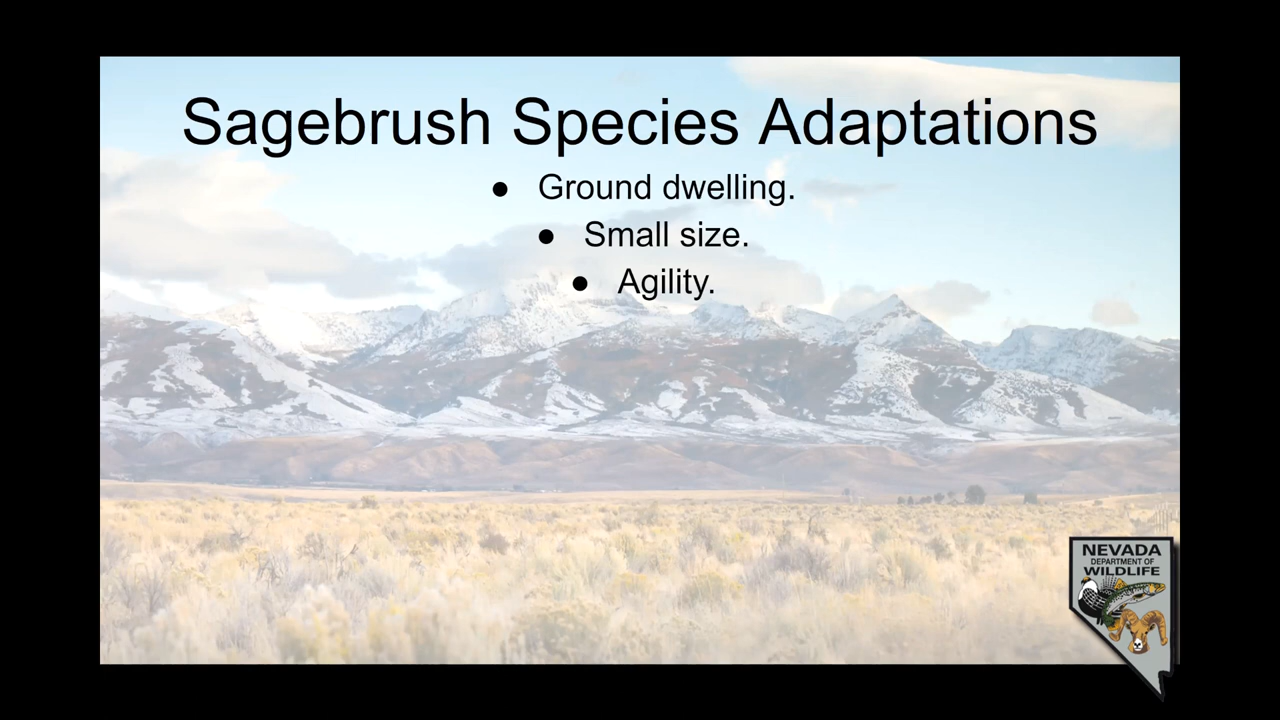 Sagebrush Species Adaptations
● Ground dwelling.
● Small size.
● Agility.
NEVADA
DEPARTMENT OF
WILDLIFE